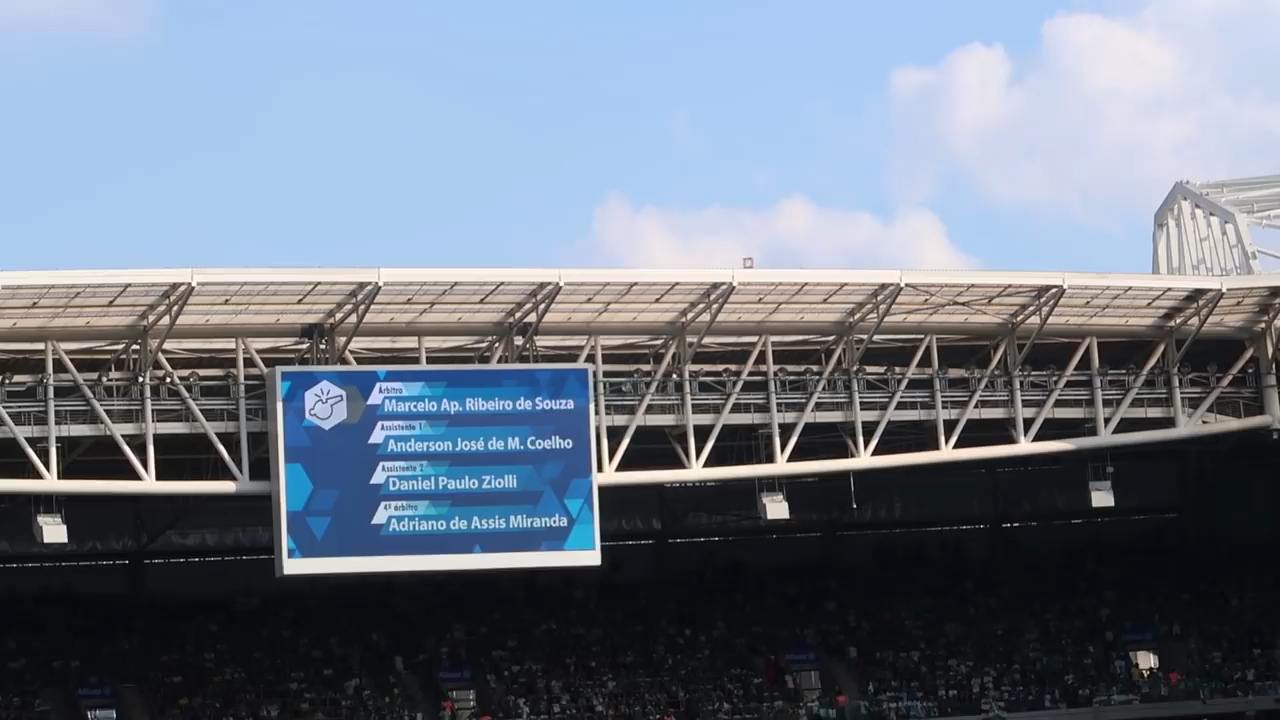 Árbitro
Marcelo Ap. Ribeiro de Souza
Assistente 1
Anderson José de M. Coelho
Assistente 2
Daniel Paulo Ziolli
4º árbitro
Adriano de Assis Miranda